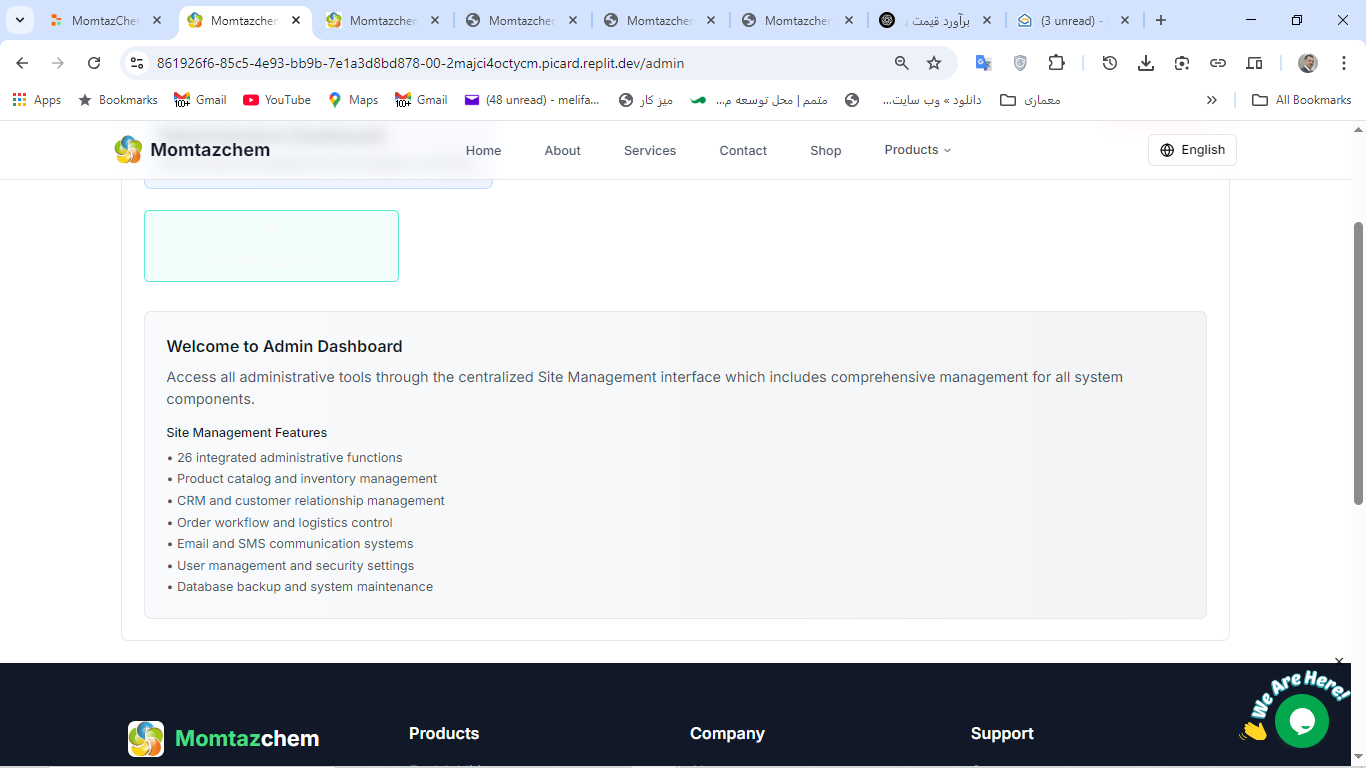 MomtazChem
Momtazchem
Momtazchem
Momtazchem
Momtazchem
Momtazchem
برآورد قیمت
(3 unread) -
861926f6-85c5-4e93-bb9b-7e1a3d8bd878-00-2majci4octycm.picard.replit.dev/admin
Apps
Bookmarks
Gmail
YouTube
Maps
Gmail
(48 unread) - melifa...
میز کار
متمم | محل توسعه م...
دانلود » وب سایت...
معماری
All Bookmarks
Momtazchem
Home
About
Services
Contact
Shop
Products
English
Welcome to Admin Dashboard
Access all administrative tools through the centralized Site Management interface which includes comprehensive management for all system
components.
Site Management Features
• 26 integrated administrative functions
• Product catalog and inventory management
• CRM and customer relationship management
• Order workflow and logistics control
• Email and SMS communication systems
• User management and security settings
• Database backup and system maintenance
We Are Here!
Momtazchem
Products
Company
Support